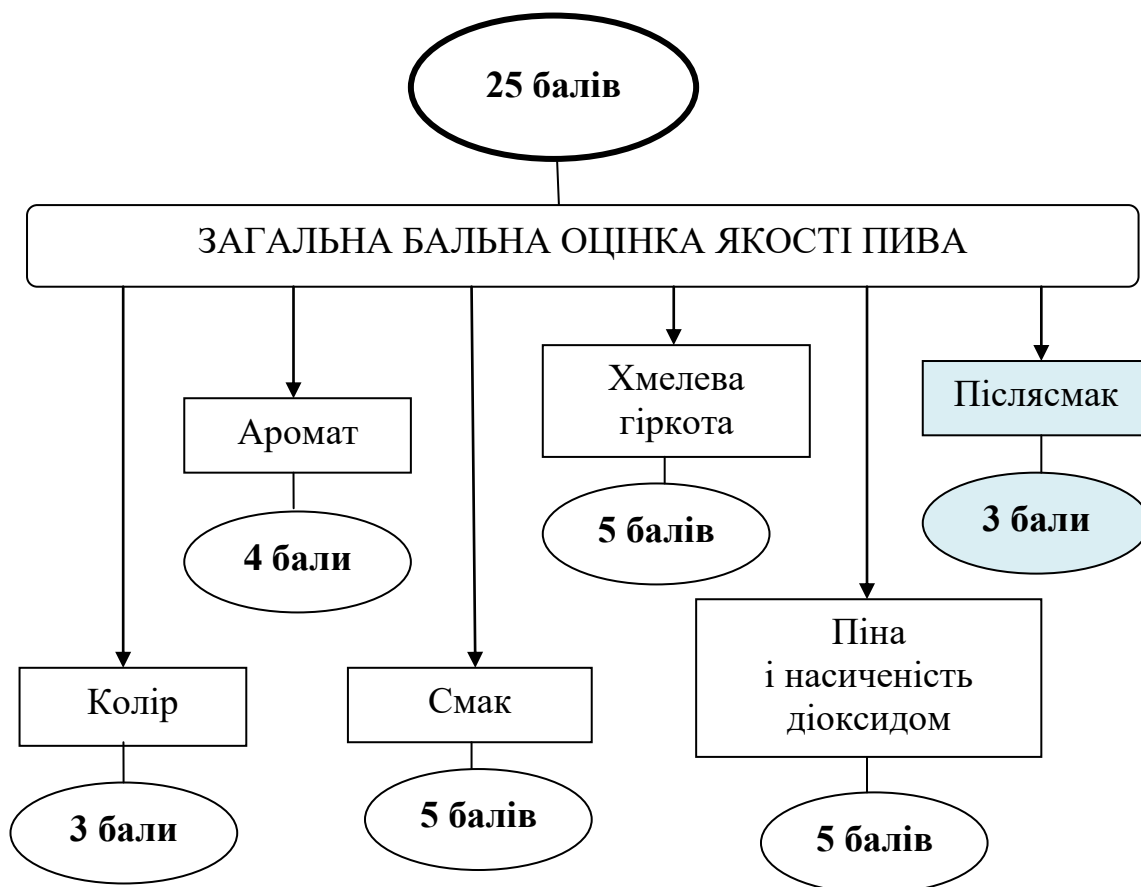 25 балів
ЗАГАЛЬНА БАЛЬНА ОЦІНКА ЯКОСТІ ПИВА
Хмелева
гіркота
5 балів
Післясмак
3 бали
Аромат
4 бали
Піна
і насиченість
діоксидом
5 балів
Колір
3 бали
Смак
5 балів